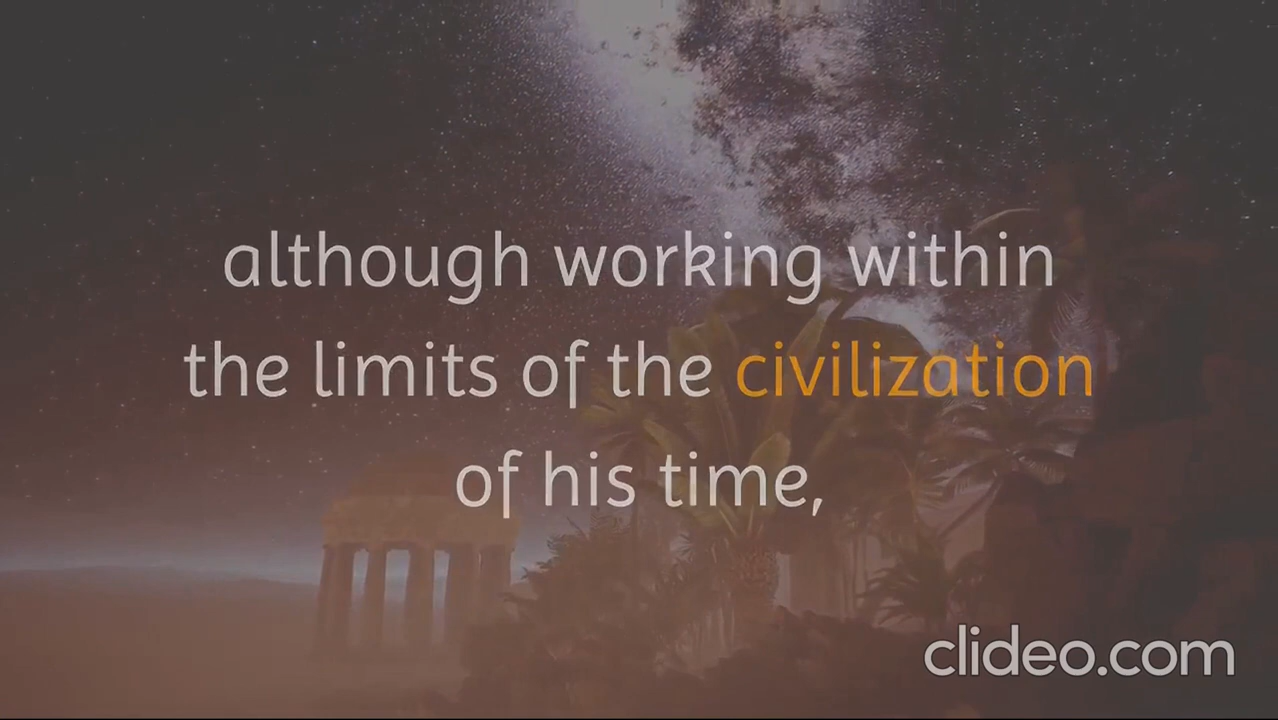 although working within
the limits of the civilization
of his time,
clideo.com